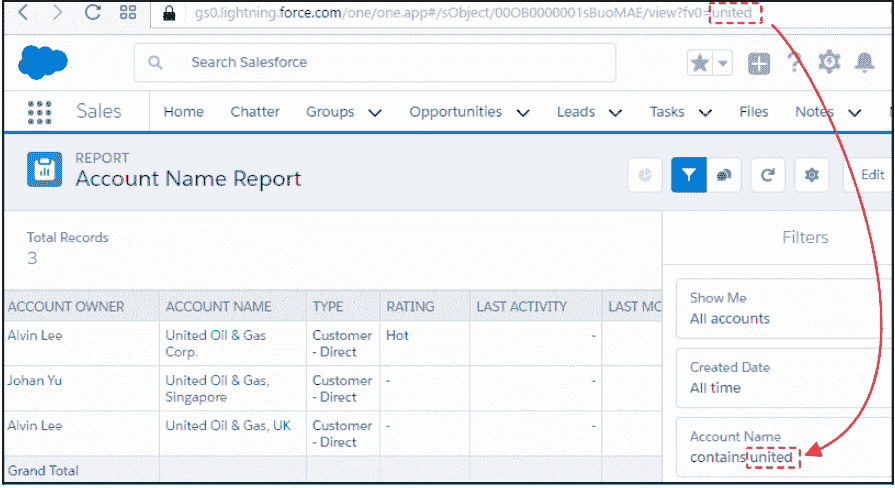 gs0.lightning.force.com/one/one.app#/sObject/00OB0000001sBuoMAE/view?fv0=united
Search Salesforce
Sales Home Chatter Groups Opportunities Leads Tasks Files Notes
REPORT
Account Name Report
Edit
Total Records
3
Filters
ACCOUNT OWNER ACCOUNT NAME TYPE RATING LAST ACTIVITY LAST MO
Alvin Lee United Oil & Gas Corp. Customer - Direct Hot -
Johan Yu United Oil & Gas, Singapore Customer - Direct - -
Alvin Lee United Oil & Gas, UK Customer - Direct - -
Grand Total
Show Me
All accounts
Created Date
All time
Account Name
contains united